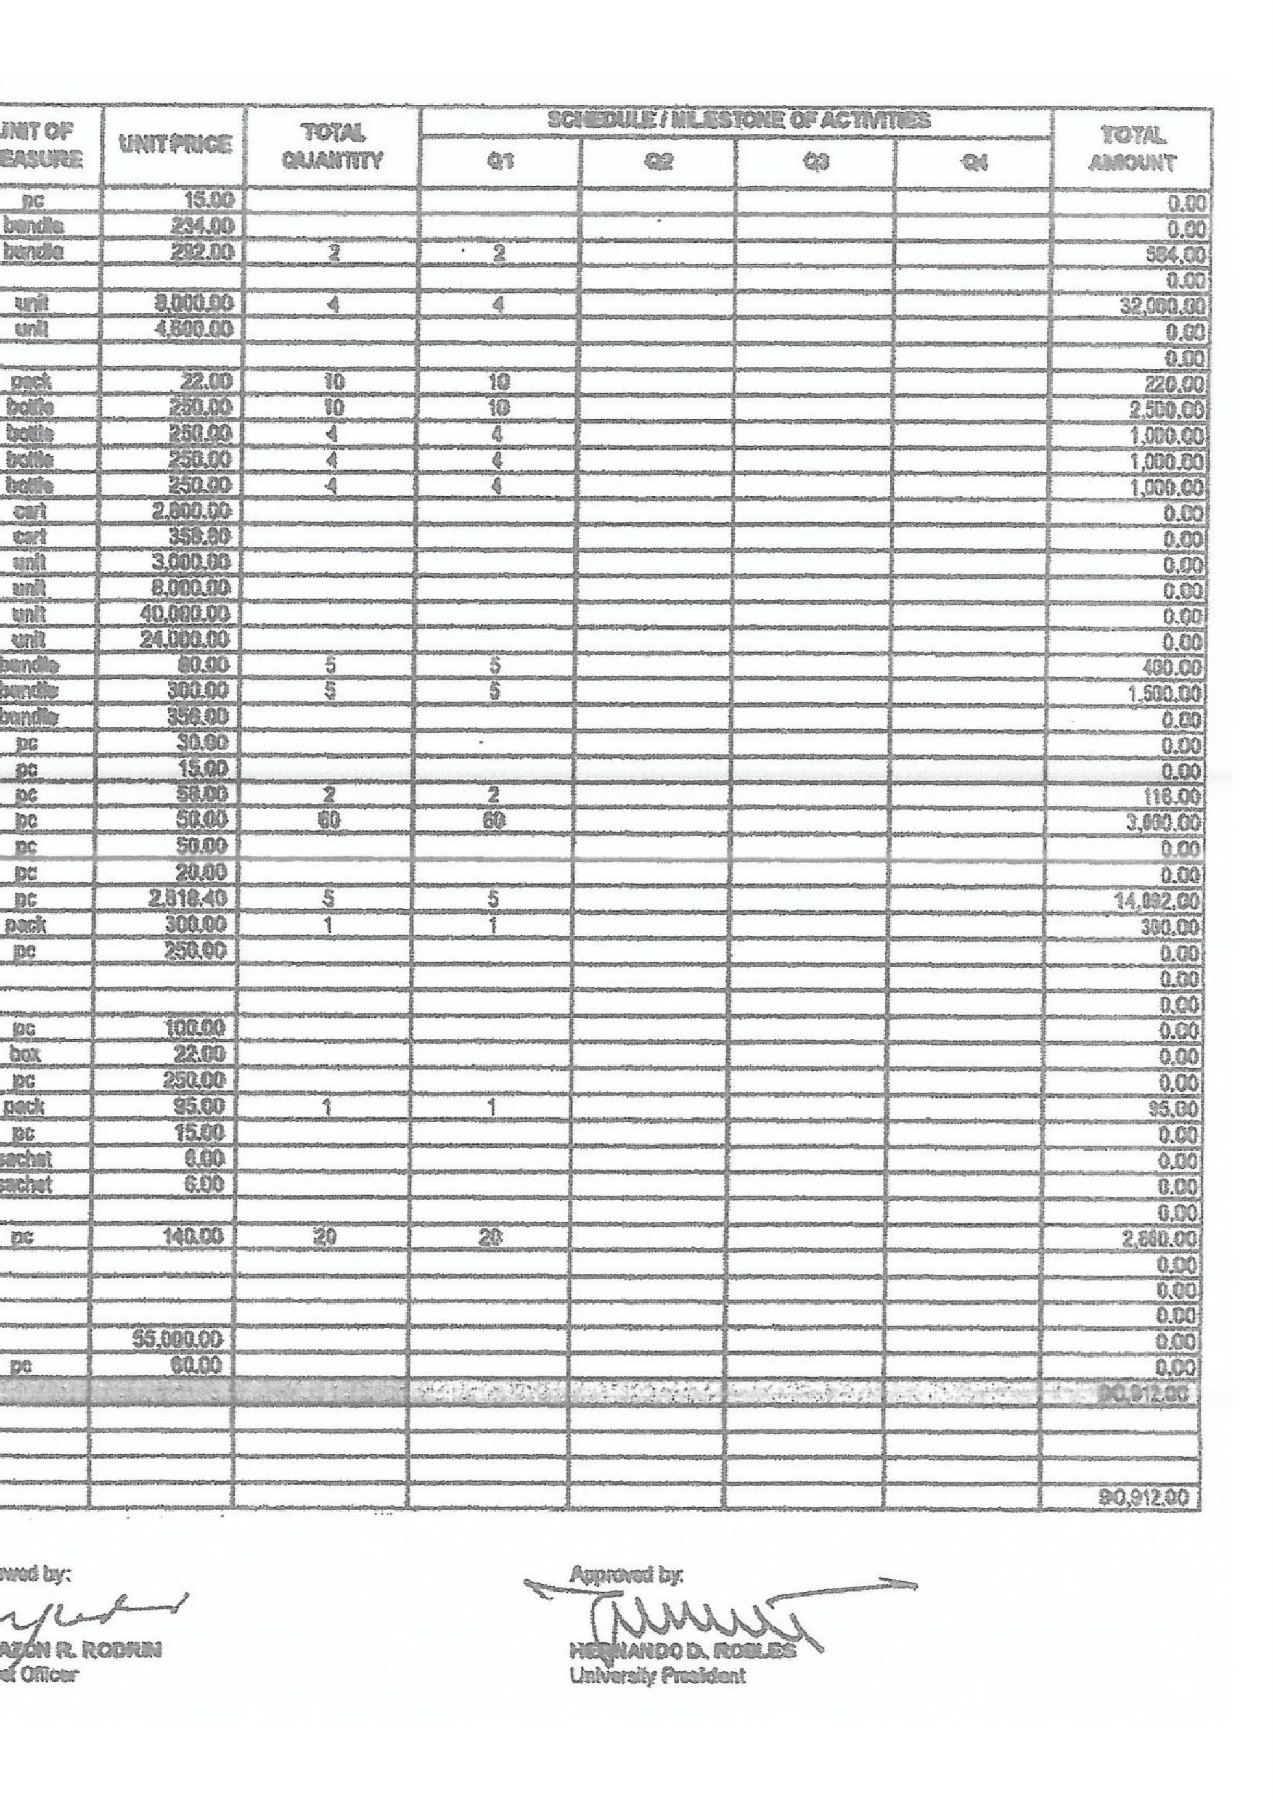 UNIT OF MEASURE UNIT PRICE TOTAL QUANTITY SCHEDULE / MILESTONE OF ACTIVITIES TOTAL AMOUNT
Q1 Q2 Q3 Q4
pc 15.00 0.00
bundle 234.00 0.00
bundle 292.00 2 2 584.00
0.00
unit 8,000.00 4 4 32,000.00
unit 4,800.00 0.00
0.00
pack 22.00 10 10 220.00
bottle 250.00 10 10 2,500.00
bottle 250.00 4 4 1,000.00
bottle 250.00 4 4 1,000.00
bottle 250.00 4 4 1,000.00
cart 2,800.00 0.00
cart 0.00
unit 3,000.00 0.00
unit 8,000.00 0.00
unit 40,000.00 0.00
unit 24,000.00 0.00
bundle 80.00 5 5 400.00
bundle 300.00 5 5 1,500.00
bundle 350.00 0.00
pc 30.00 0.00
pc 15.00 0.00
pc 58.00 2 2 116.00
pc 50.00 60 60 3,000.00
pc 50.00 0.00
pc 20.00 0.00
pc 2,818.40 5 5 14,092.00
pack 300.00 1 1 300.00
pc 250.00 0.00
0.00
0.00
pc 100.00 0.00
box 22.00 0.00
pc 250.00 0.00
pack 95.00 1 1 95.00
pc 15.00 0.00
sachet 6.00 0.00
sachet 6.00 0.00
0.00
pc 140.00 20 20 2,800.00
0.00
0.00
0.00
55,000.00 0.00
pc 60.00 0.00
90,912.00
90,912.00
owed by: Approved by:
AZON R. RODRIN HERNANDO D. ROBLES
et Officer University President